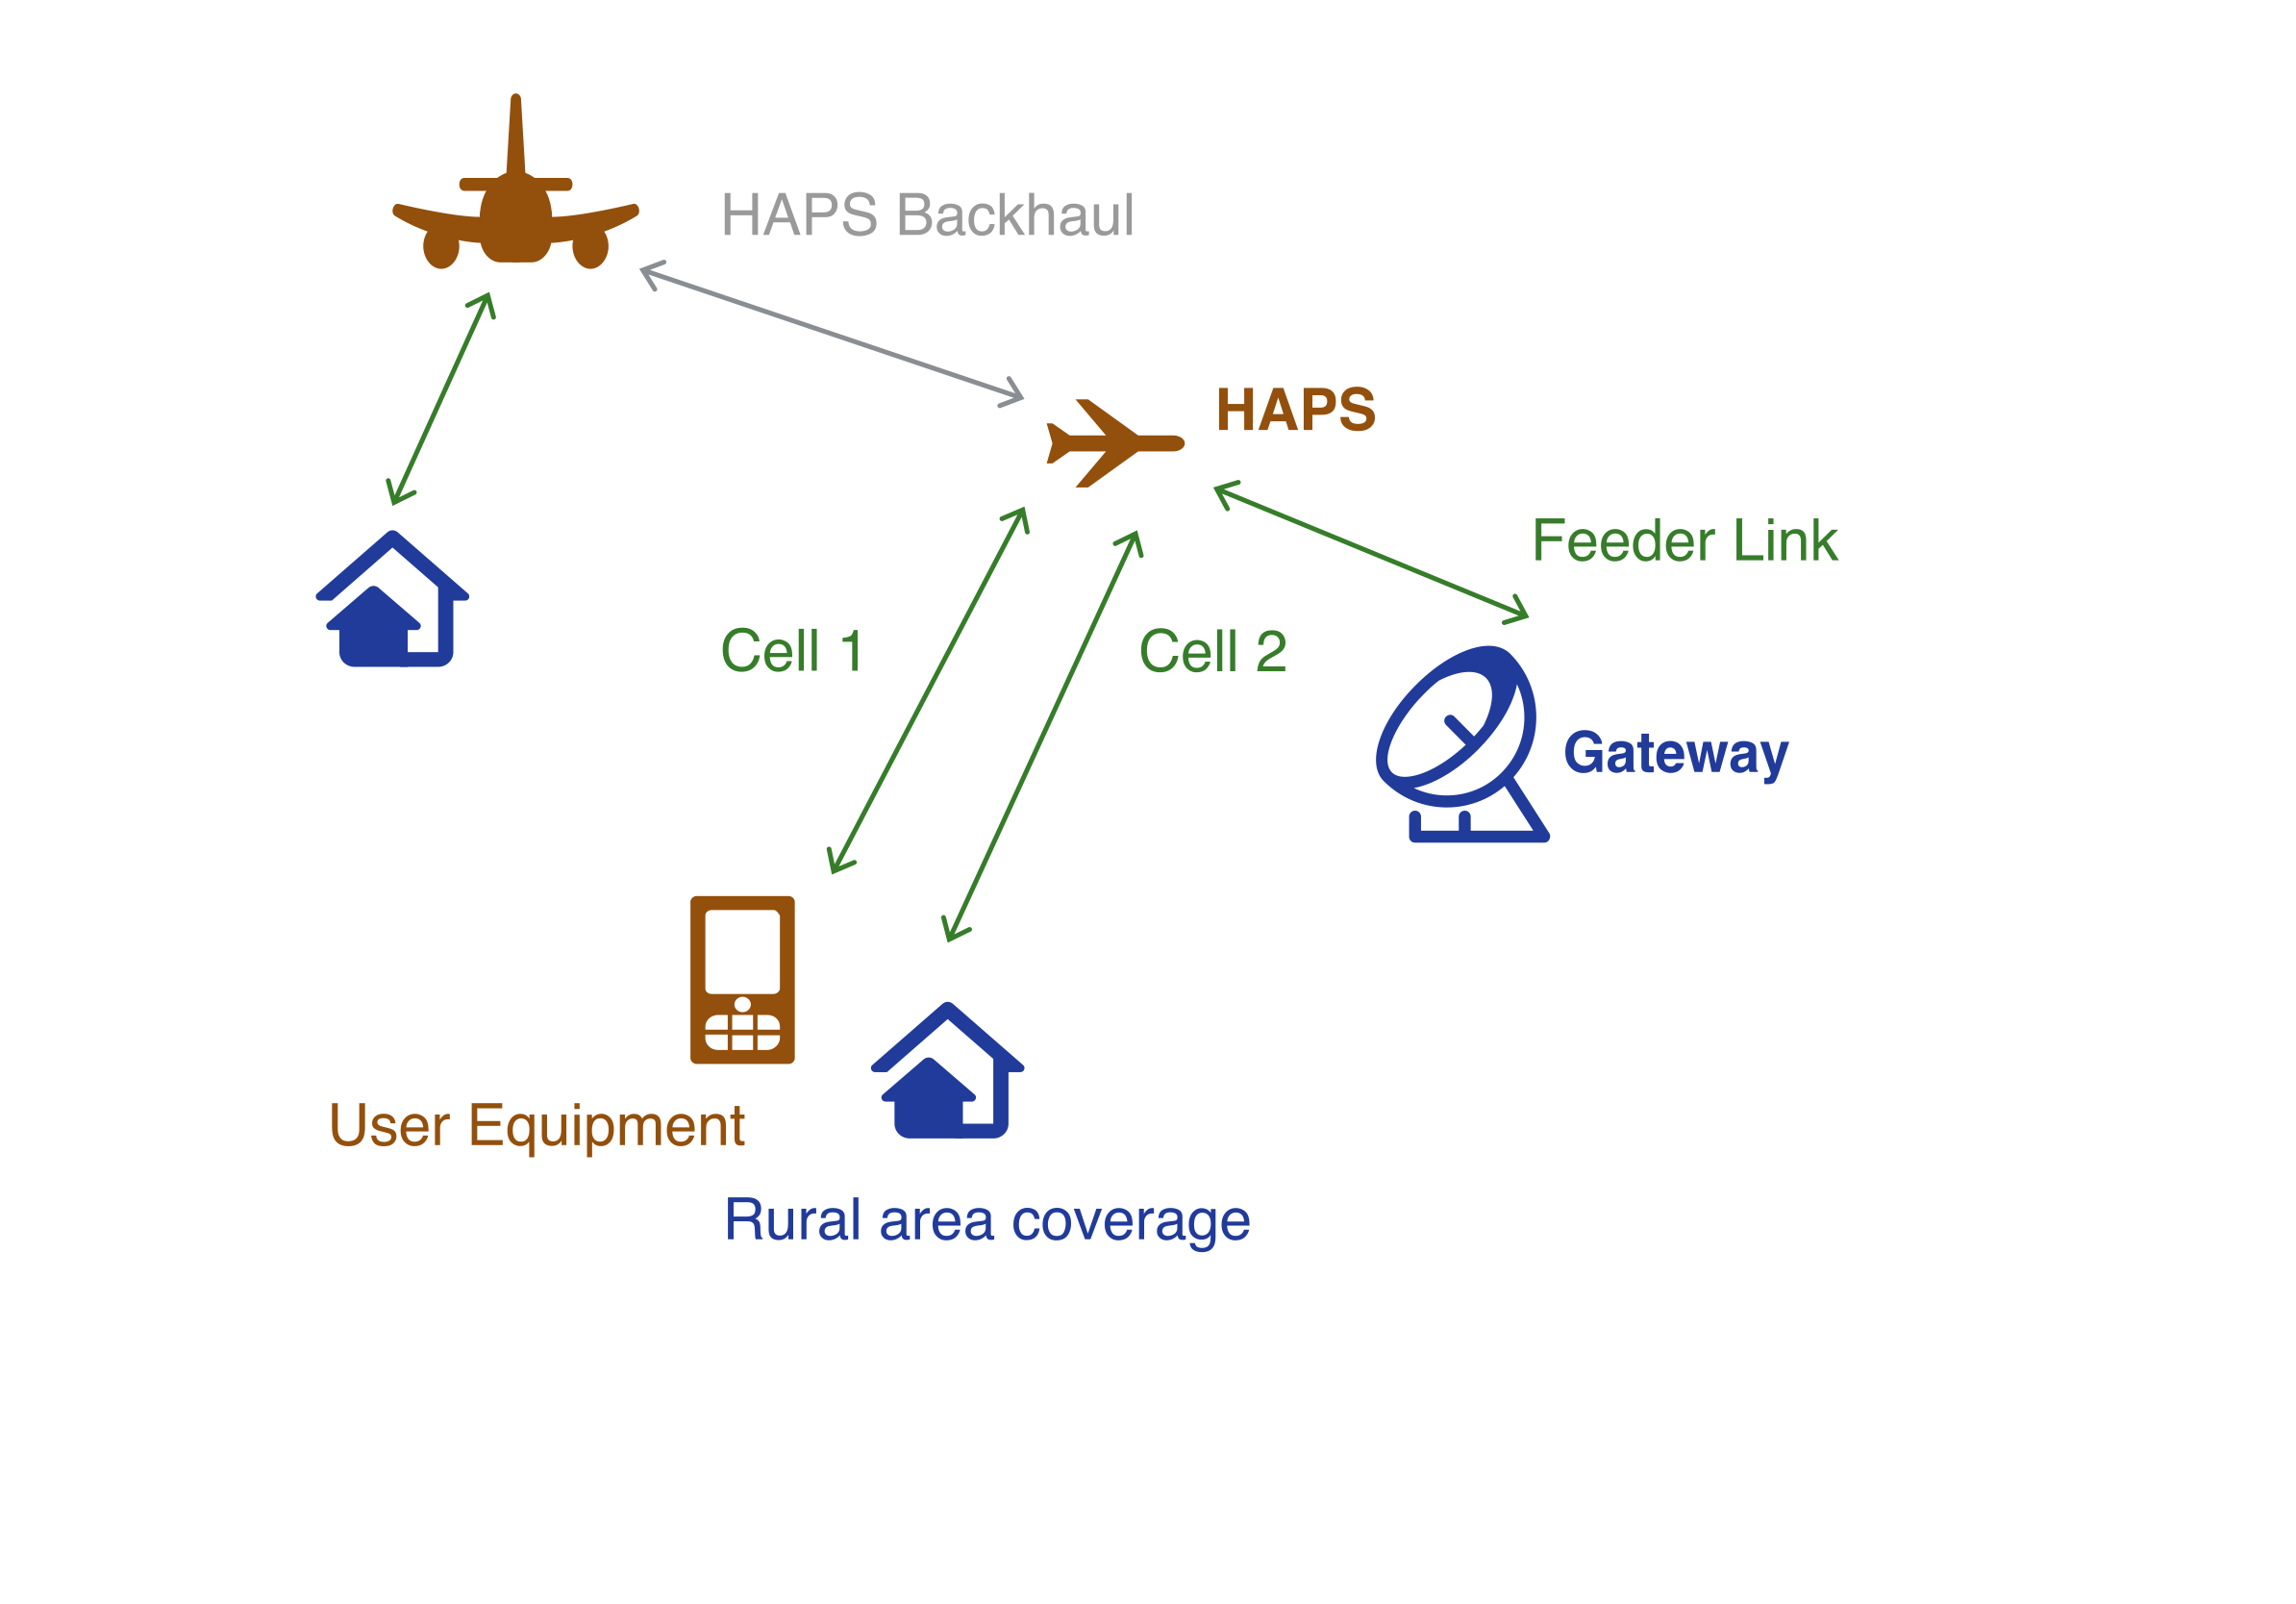 HAPS Backhaul
HAPS
Feeder Link
Cell 1
Cell 2
Gateway
User Equipment
Rural area coverage